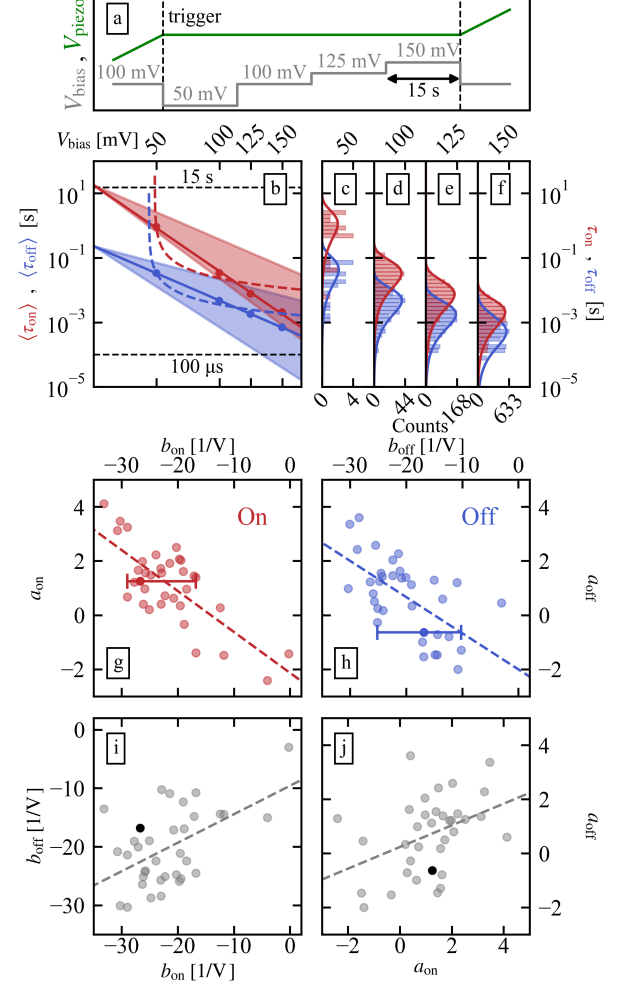 a
trigger
V_bias , V_piezo
100 mV
50 mV
100 mV
125 mV
150 mV
15 s
V_bias [mV]
50
100
125
150
50
100
125
150
b
c
d
e
f
15 s
100 μs
⟨τ_on⟩ , ⟨τ_off⟩ [s]
10^1
10^−1
10^−3
10^−5
10^1
10^−1
10^−3
10^−5
τ_on , τ_off [s]
0
4
0
44
0
168
0
633
Counts
b_on [1/V]
b_off [1/V]
−30
−20
−10
0
−30
−20
−10
0
On
Off
a_on
4
2
0
−2
4
2
0
−2
a_off
g
h
i
j
b_off [1/V]
0
−10
−20
−30
4
2
0
−2
a_off
−30
−20
−10
0
−2
0
2
4
b_on [1/V]
a_on